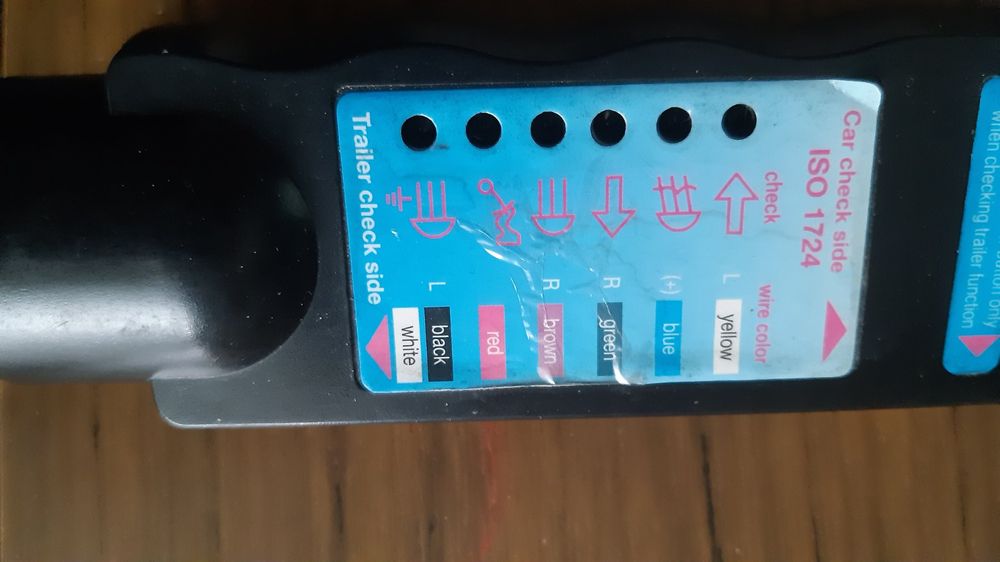 Car check side
ISO 1724
check
wire color
L
yellow
(+)
blue
R
green
R
brown
red
L
black
white
Trailer check side
only
when checking
trailer function